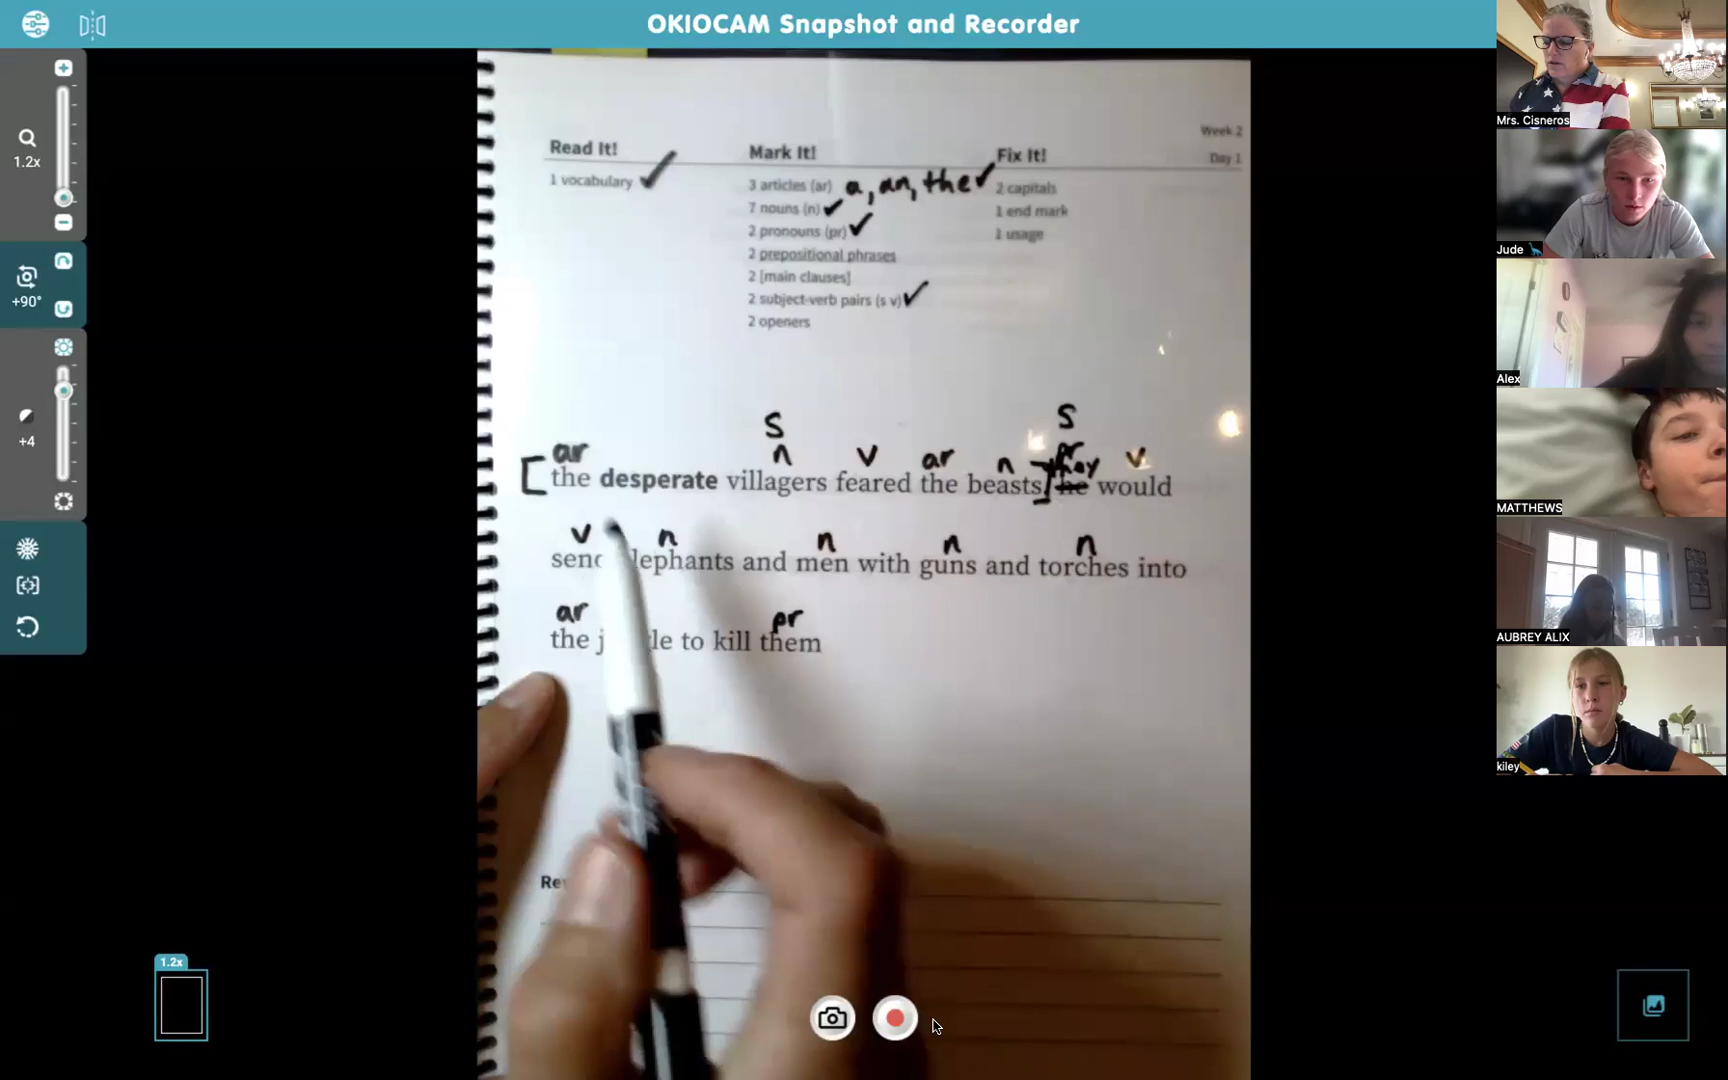 OKIOCAM Snapshot and Recorder
Mrs. Cisneros
Jude
Alex
MATTHEWS
AUBREY ALIX
kiley
1.2x
+90°
+4
1.2x
Week 2
Day 1
Read It!
1 vocabulary ✓
Mark It!
3 articles (ar) a, an, the ✓
7 nouns (n) ✓
2 pronouns (pr) ✓
2 prepositional phrases
2 [main clauses]
2 subject-verb pairs (s v) ✓
2 openers
Fix It!
2 capitals
1 end mark
1 usage
S S
ar n v ar n pr they v
[the desperate villagers feared the beasts] he would
v n n n n
send elephants and men with guns and torches into
ar pr
the to kill them